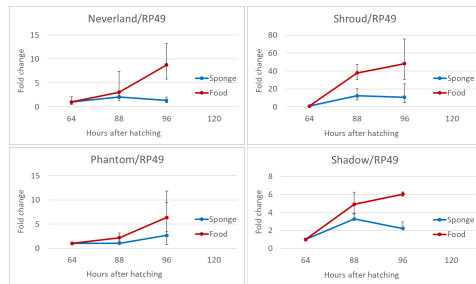 Neverland/RP49
15
10
5
0
Fold change
64 88 96 120
Hours after hatching
Sponge
Food
Shroud/RP49
80
60
40
20
0
Fold change
64 88 96 120
Hours after hatching
Sponge
Food
Phantom/RP49
15
10
5
0
Fold change
64 88 96 120
Hours after hatching
Sponge
Food
Shadow/RP49
8
6
4
2
0
Fold change
64 88 96 120
Hours after hatching
Sponge
Food